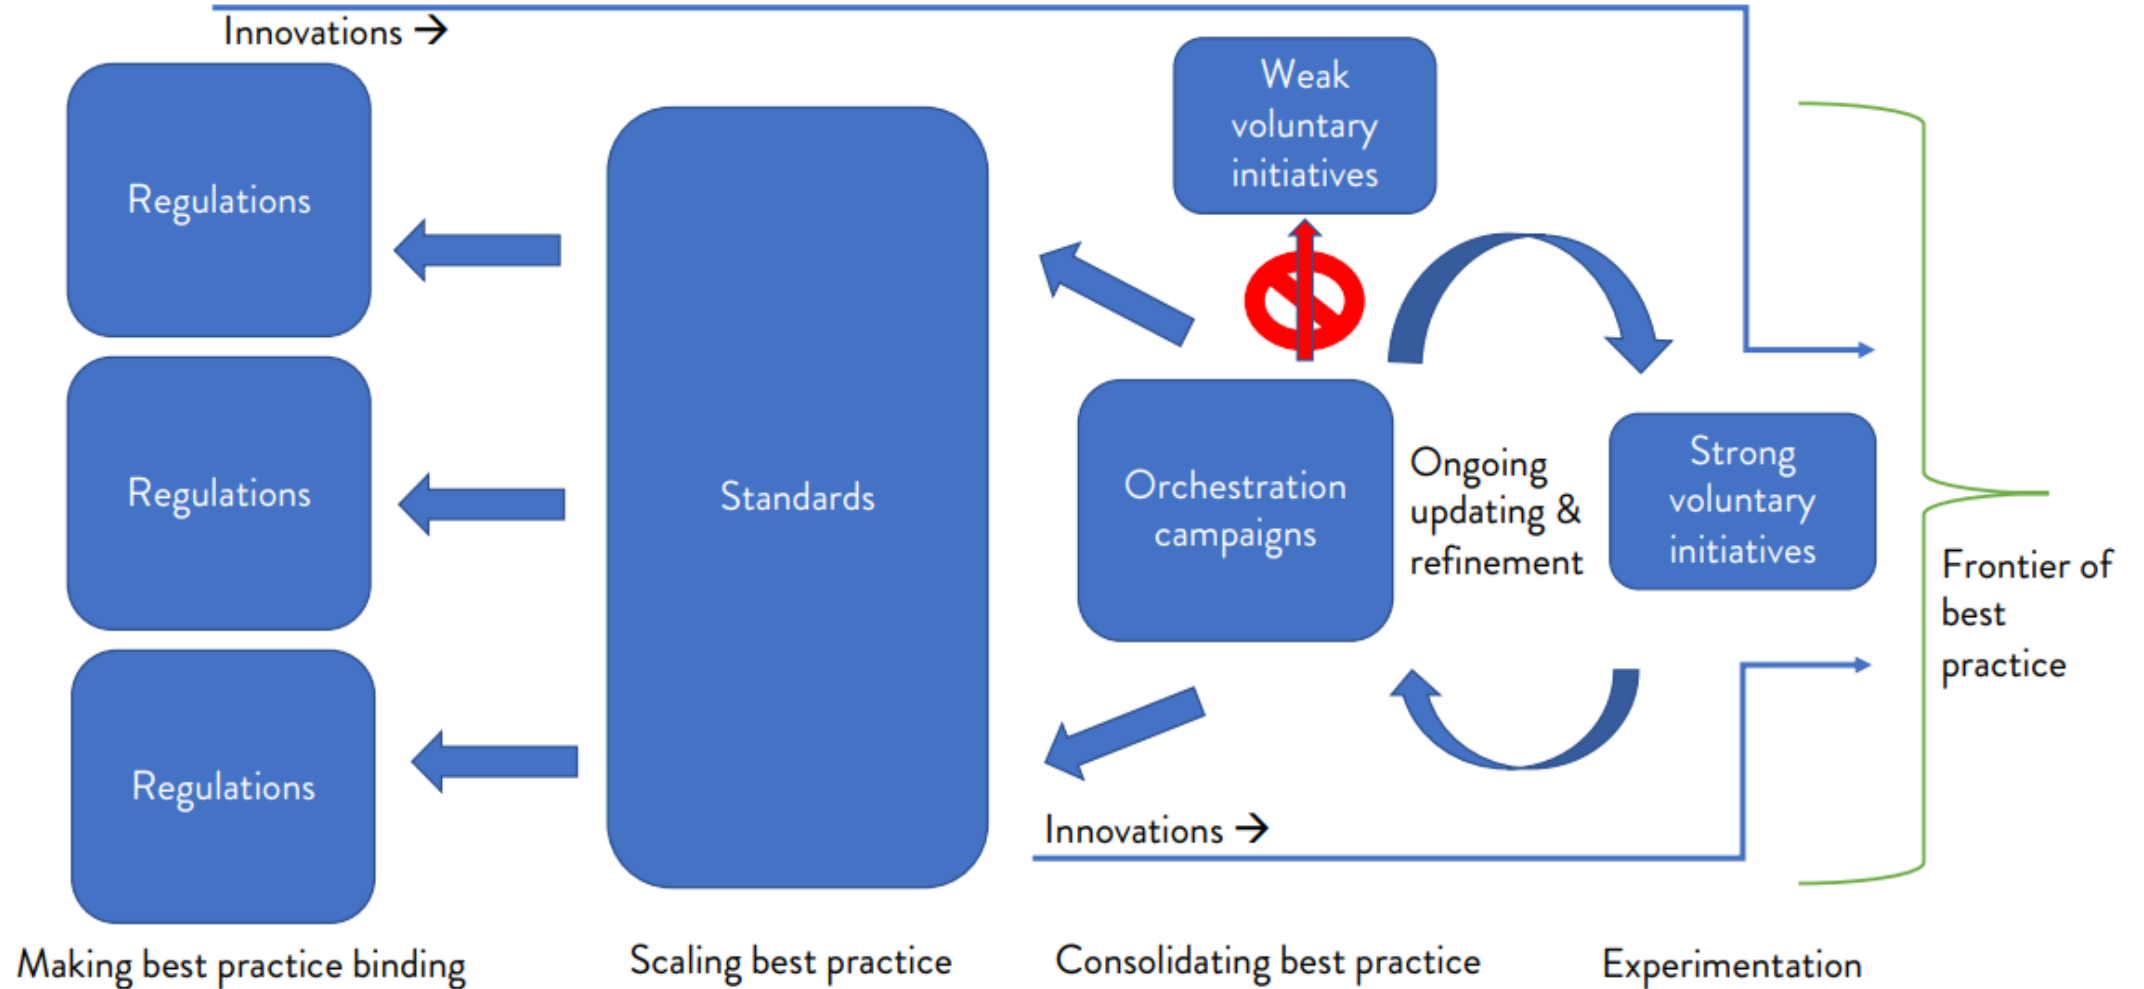 Innovations →
Weak
voluntary
initiatives
Regulations
Regulations
Regulations
Standards
Orchestration
campaigns
Ongoing
updating &
refinement
Strong
voluntary
initiatives
Frontier of
best
practice
Innovations →
Making best practice binding
Scaling best practice
Consolidating best practice
Experimentation